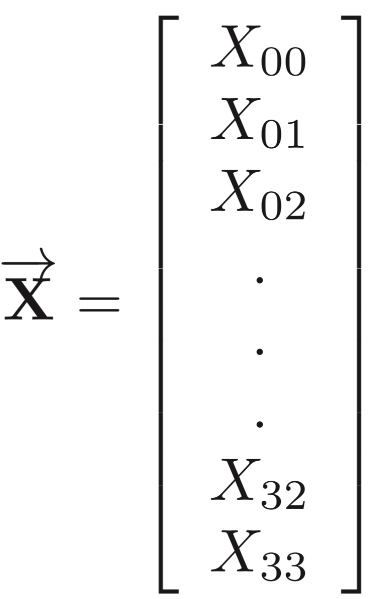 X₀₀
X₀₁
X₀₂
.
x⃗ =
.
.
X₃₂
X₃₃